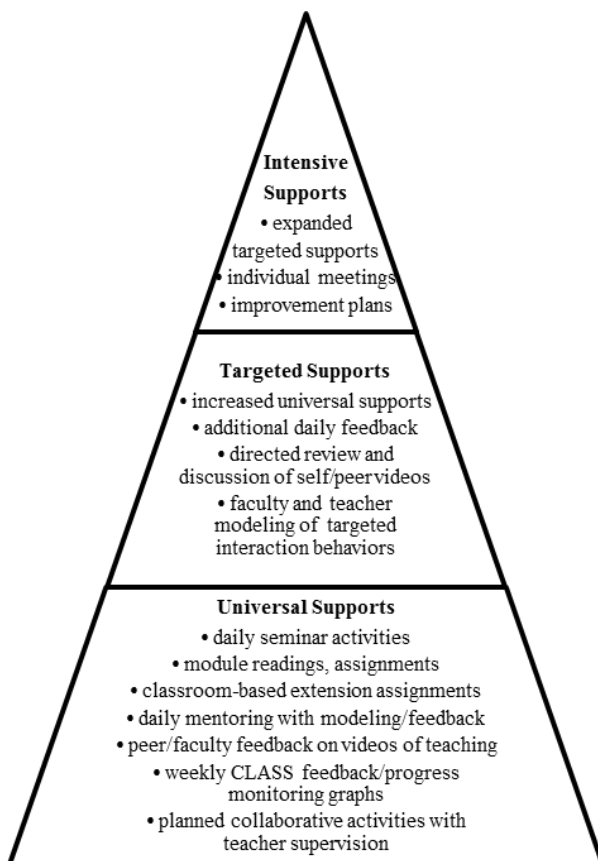 Intensive
Supports
• expanded
targeted supports
• individual meetings
• improvement plans
Targeted Supports
• increased universal supports
• additional daily feedback
• directed review and
discussion of self/peer videos
• faculty and teacher
modeling of targeted
interaction behaviors
Universal Supports
• daily seminar activities
• module readings, assignments
• classroom-based extension assignments
• daily mentoring with modeling/feedback
• peer/faculty feedback on videos of teaching
• weekly CLASS feedback/progress
monitoring graphs
• planned collaborative activities with
teacher supervision